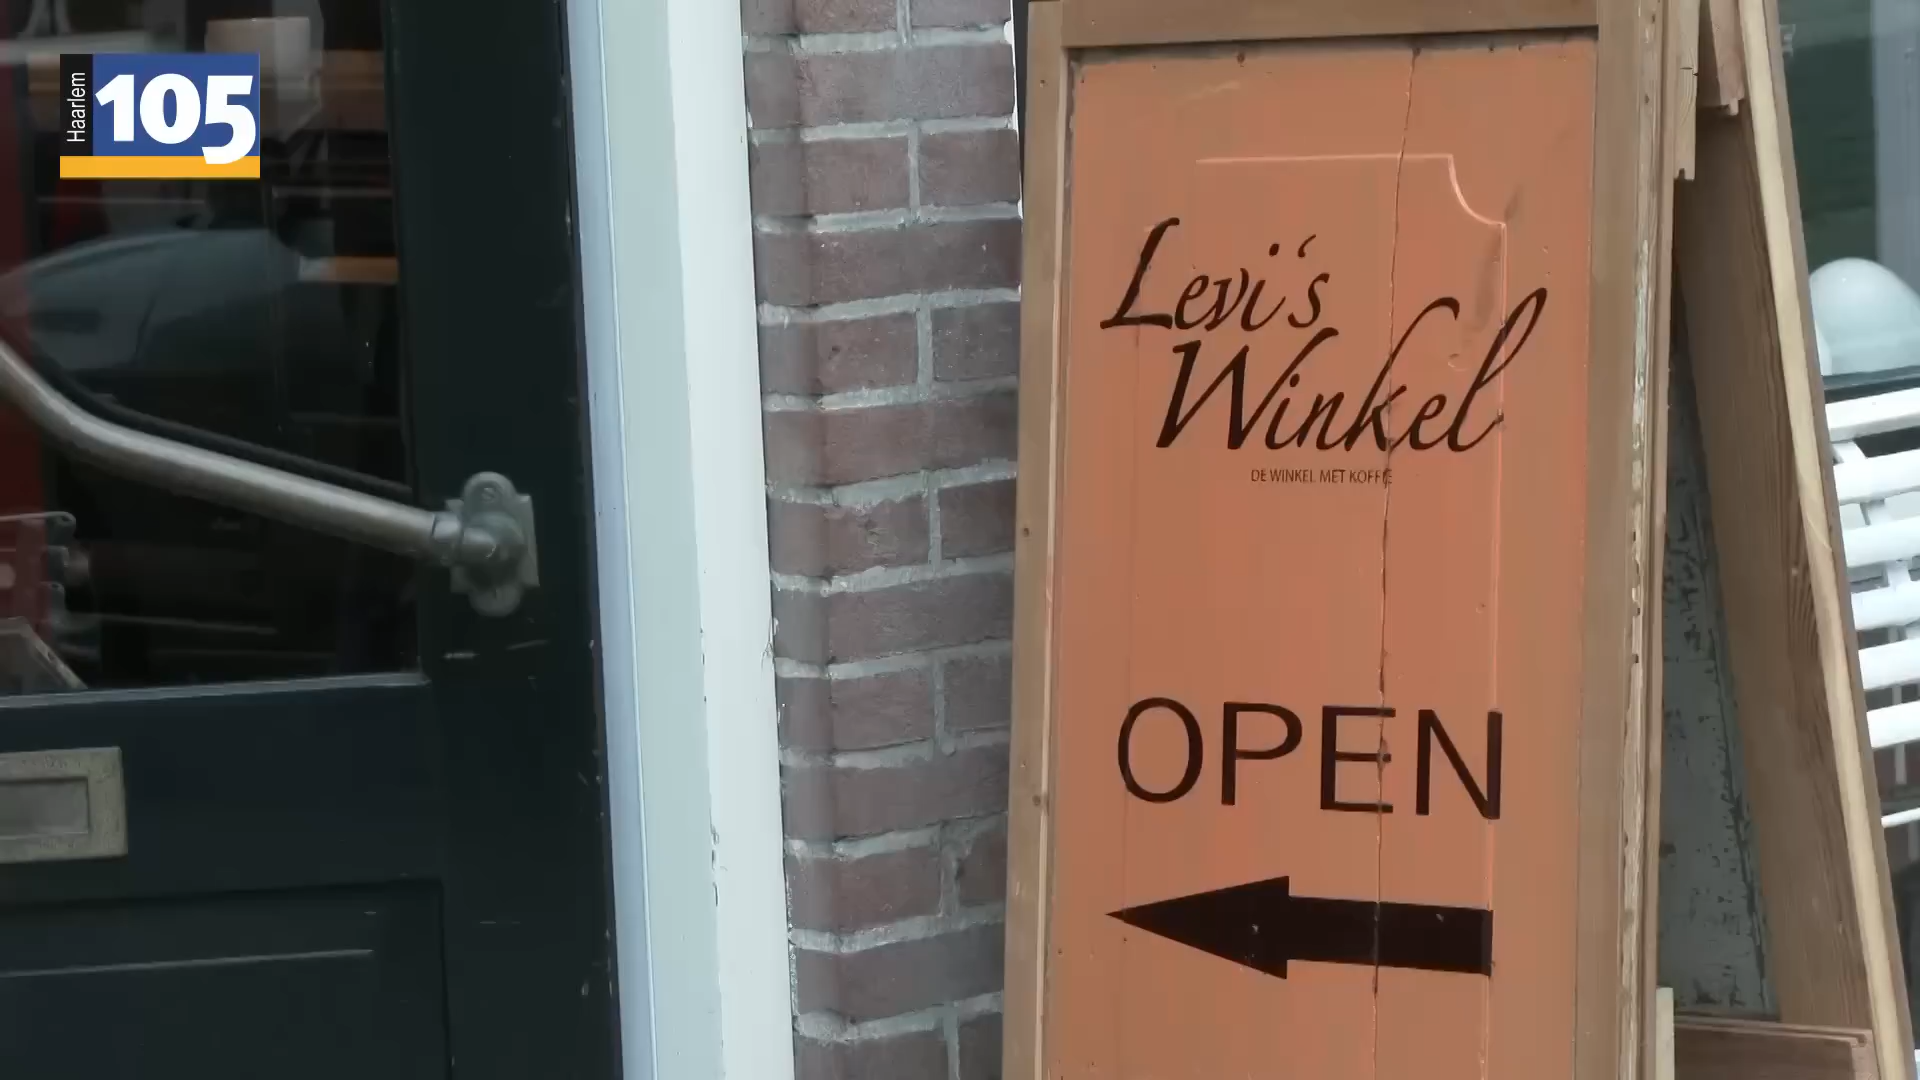 Haarlem
105
Levi's
Winkel
DE WINKEL MET KOFFIE
OPEN